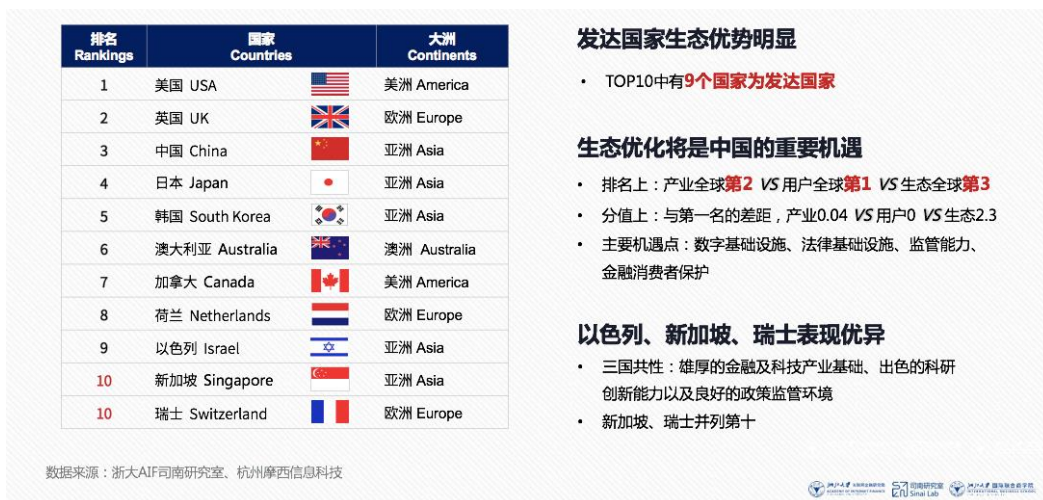 排名 国家 大洲
Rankings Countries Continents
1 美国 USA 美洲 America
2 英国 UK 欧洲 Europe
3 中国 China 亚洲 Asia
4 日本 Japan 亚洲 Asia
5 韩国 South Korea 亚洲 Asia
6 澳大利亚 Australia 澳洲 Australia
7 加拿大 Canada 美洲 America
8 荷兰 Netherlands 欧洲 Europe
9 以色列 Israel 亚洲 Asia
10 新加坡 Singapore 亚洲 Asia
10 瑞士 Switzerland 欧洲 Europe
发达国家生态优势明显
• TOP10中有9个国家为发达国家
生态优化将是中国的重要机遇
• 排名上：产业全球第2 VS 用户全球第1 VS 生态全球第3
• 分值上：与第一名的差距，产业0.04 VS 用户0 VS 生态2.3
• 主要机遇点：数字基础设施、法律基础设施、监管能力、
金融消费者保护
以色列、新加坡、瑞士表现优异
• 三国共性：雄厚的金融及科技产业基础、出色的科研
创新能力以及良好的政策监管环境
• 新加坡、瑞士并列第十
数据来源：浙大AIF司南研究室、杭州摩西信息科技
司南研究室
Sinai Lab